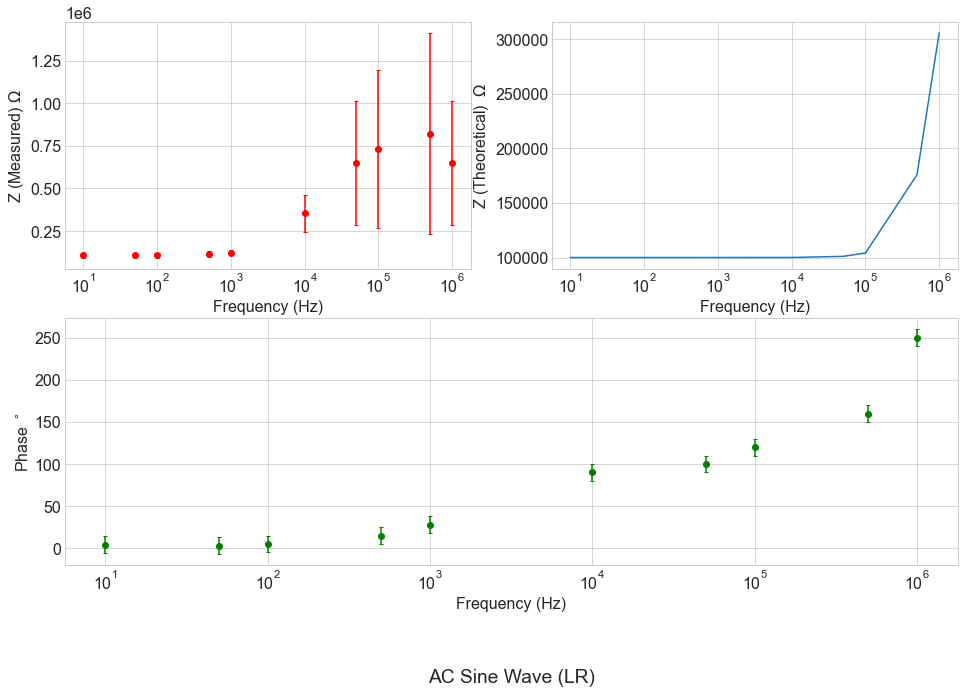 1e6
1.25
1.00
0.75
0.50
0.25
Z (Measured) Ω
10^1 10^2 10^3 10^4 10^5 10^6
Frequency (Hz)
300000
250000
200000
150000
100000
Z (Theoretical) Ω
10^1 10^2 10^3 10^4 10^5 10^6
Frequency (Hz)
250
200
150
100
50
0
Phase °
10^1 10^2 10^3 10^4 10^5 10^6
Frequency (Hz)
AC Sine Wave (LR)